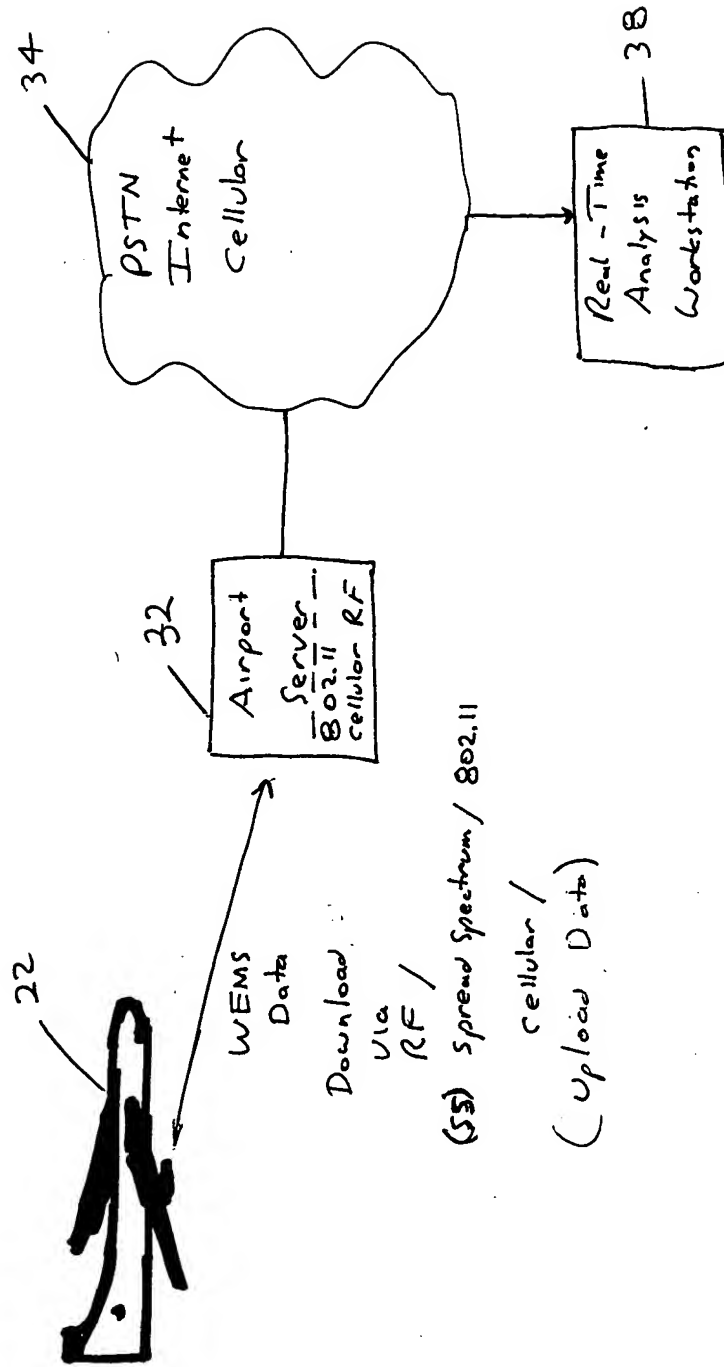 22
WEMS
Data
Download
via
RF /
(SS) Spread Spectrum / 802.11
Cellular /
(Upload Data)
32
Airport
Server
802.11
Cellular RF
34
PSTN
Internet
Cellular
38
Real-Time
Analysis
Workstation